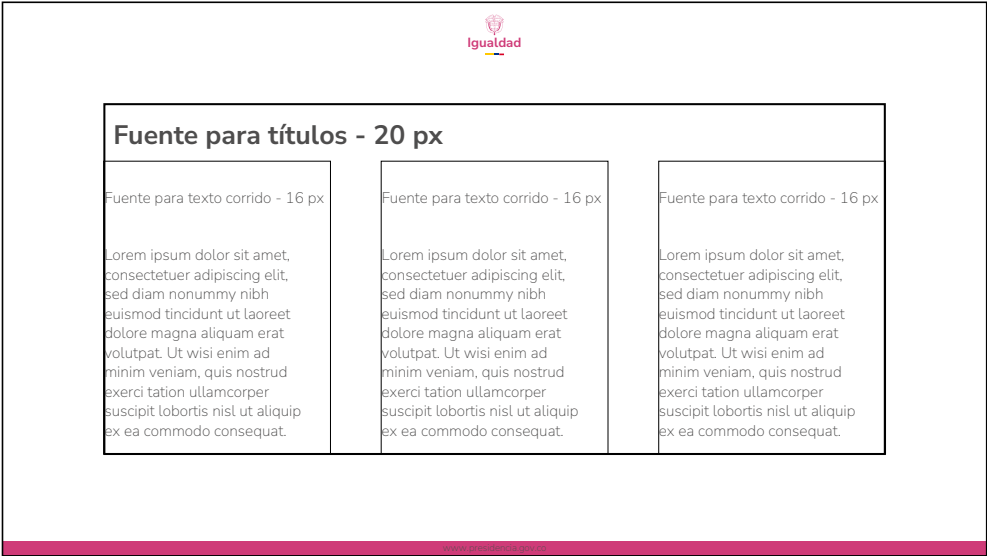 Igualdad
Fuente para títulos - 20 px
Fuente para texto corrido - 16 px
Lorem ipsum dolor sit amet,
consectetuer adipiscing elit,
sed diam nonummy nibh
euismod tincidunt ut laoreet
dolore magna aliquam erat
volutpat. Ut wisi enim ad
minim veniam, quis nostrud
exerci tation ullamcorper
suscipit lobortis nisl ut aliquip
ex ea commodo consequat.
Fuente para texto corrido - 16 px
Lorem ipsum dolor sit amet,
consectetuer adipiscing elit,
sed diam nonummy nibh
euismod tincidunt ut laoreet
dolore magna aliquam erat
volutpat. Ut wisi enim ad
minim veniam, quis nostrud
exerci tation ullamcorper
suscipit lobortis nisl ut aliquip
ex ea commodo consequat.
Fuente para texto corrido - 16 px
Lorem ipsum dolor sit amet,
consectetuer adipiscing elit,
sed diam nonummy nibh
euismod tincidunt ut laoreet
dolore magna aliquam erat
volutpat. Ut wisi enim ad
minim veniam, quis nostrud
exerci tation ullamcorper
suscipit lobortis nisl ut aliquip
ex ea commodo consequat.
www.presidencia.gov.co